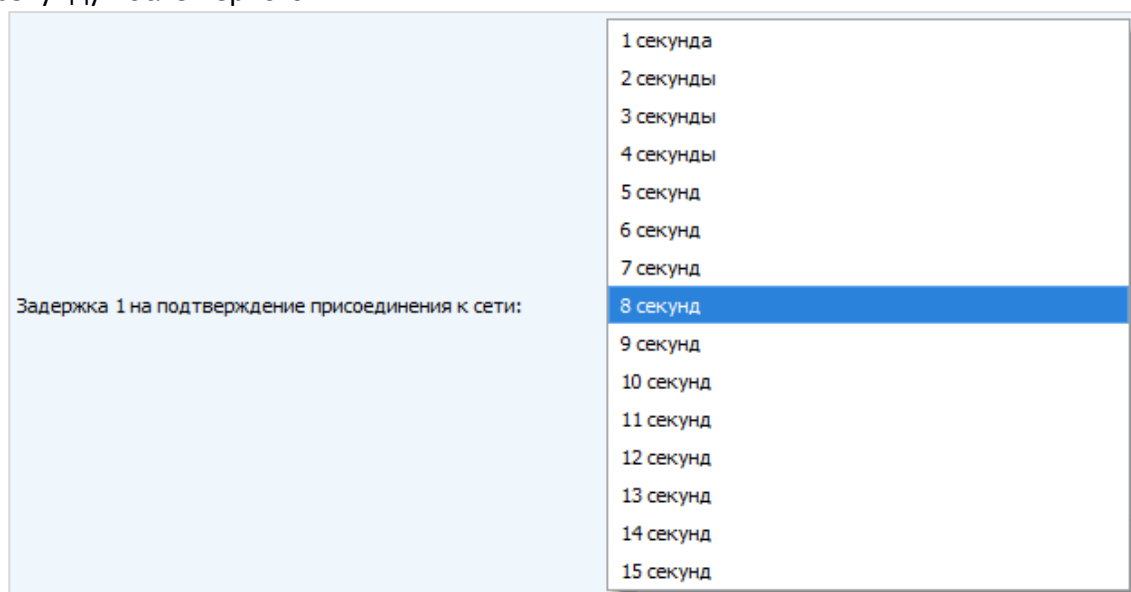 1 секунда
2 секунды
3 секунды
4 секунды
5 секунд
6 секунд
7 секунд
Задержка 1 на подтверждение присоединения к сети:
8 секунд
9 секунд
10 секунд
11 секунд
12 секунд
13 секунд
14 секунд
15 секунд